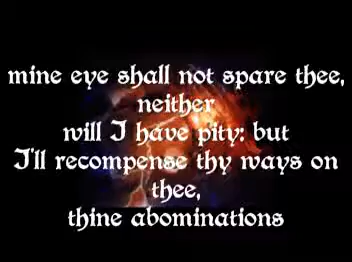 mine eye shall not spare thee,
neither
will I have pity: but
I'll recompense thy ways on
thee,
thine abominations